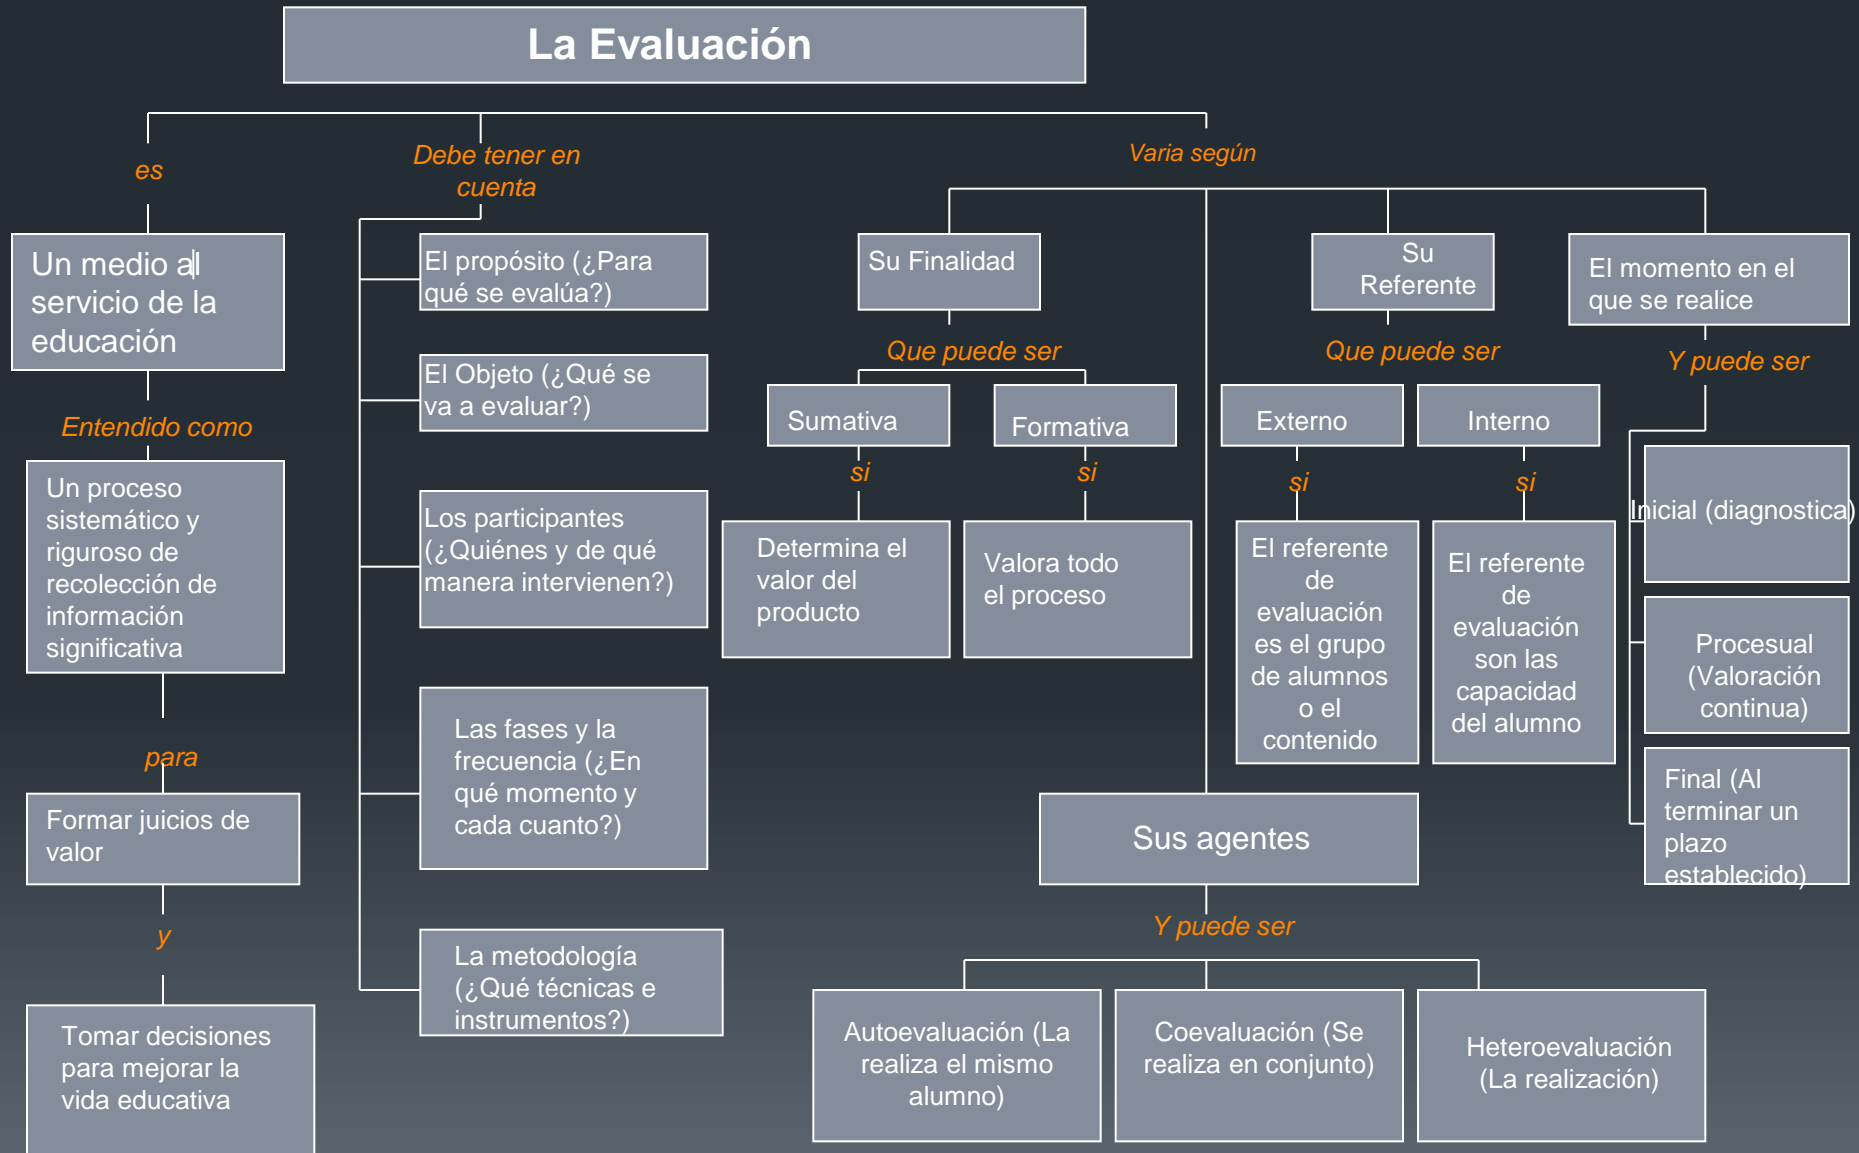 La Evaluación
es
Un medio al
servicio de la
educación
Entendido como
Un proceso
sistemático y
riguroso de
recolección de
información
significativa
para
Formar juicios de
valor
y
Tomar decisiones
para mejorar la
vida educativa
Debe tener en
cuenta
El propósito (¿Para
qué se evalúa?)
El Objeto (¿Qué se
va a evaluar?)
Los participantes
(¿Quiénes y de qué
manera intervienen?)
Las fases y la
frecuencia (¿En
qué momento y
cada cuanto?)
La metodología
(¿Qué técnicas e
instrumentos?)
Varia según
Su Finalidad
Que puede ser
Sumativa
si
Determina el
valor del
producto
Formativa
si
Valora todo
el proceso
Su
Referente
Que puede ser
Externo
si
El referente
de
evaluación
es el grupo
de alumnos
o el
contenido
Interno
si
El referente
de
evaluación
son las
capacidad
del alumno
El momento en el
que se realice
Y puede ser
Inicial (diagnostica)
Procesual
(Valoración
continua)
Final (Al
terminar un
plazo
establecido)
Sus agentes
Y puede ser
Autoevaluación (La
realiza el mismo
alumno)
Coevaluación (Se
realiza en conjunto)
Heteroevaluación
(La realización)